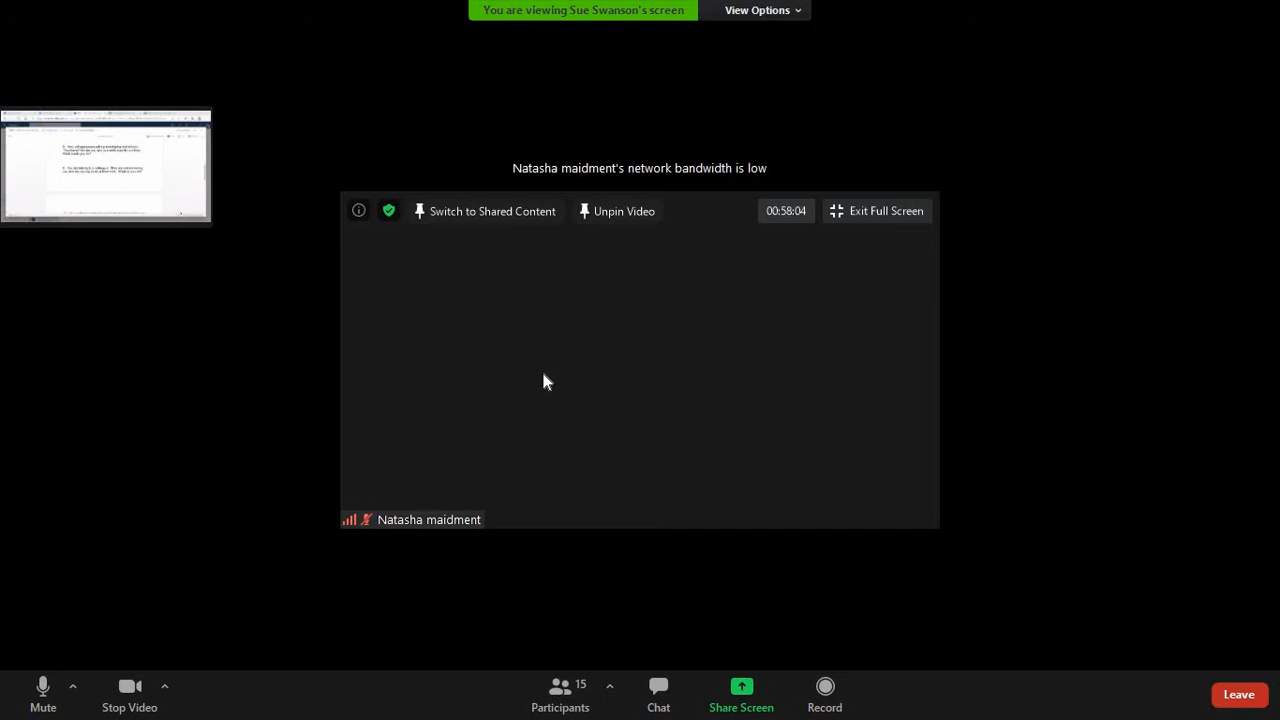 You are viewing Sue Swanson's screen
View Options
Natasha maidment's network bandwidth is low
Switch to Shared Content
Unpin Video
00:58:04
Exit Full Screen
Natasha maidment
Mute
Stop Video
15
Participants
Chat
Share Screen
Record
Leave